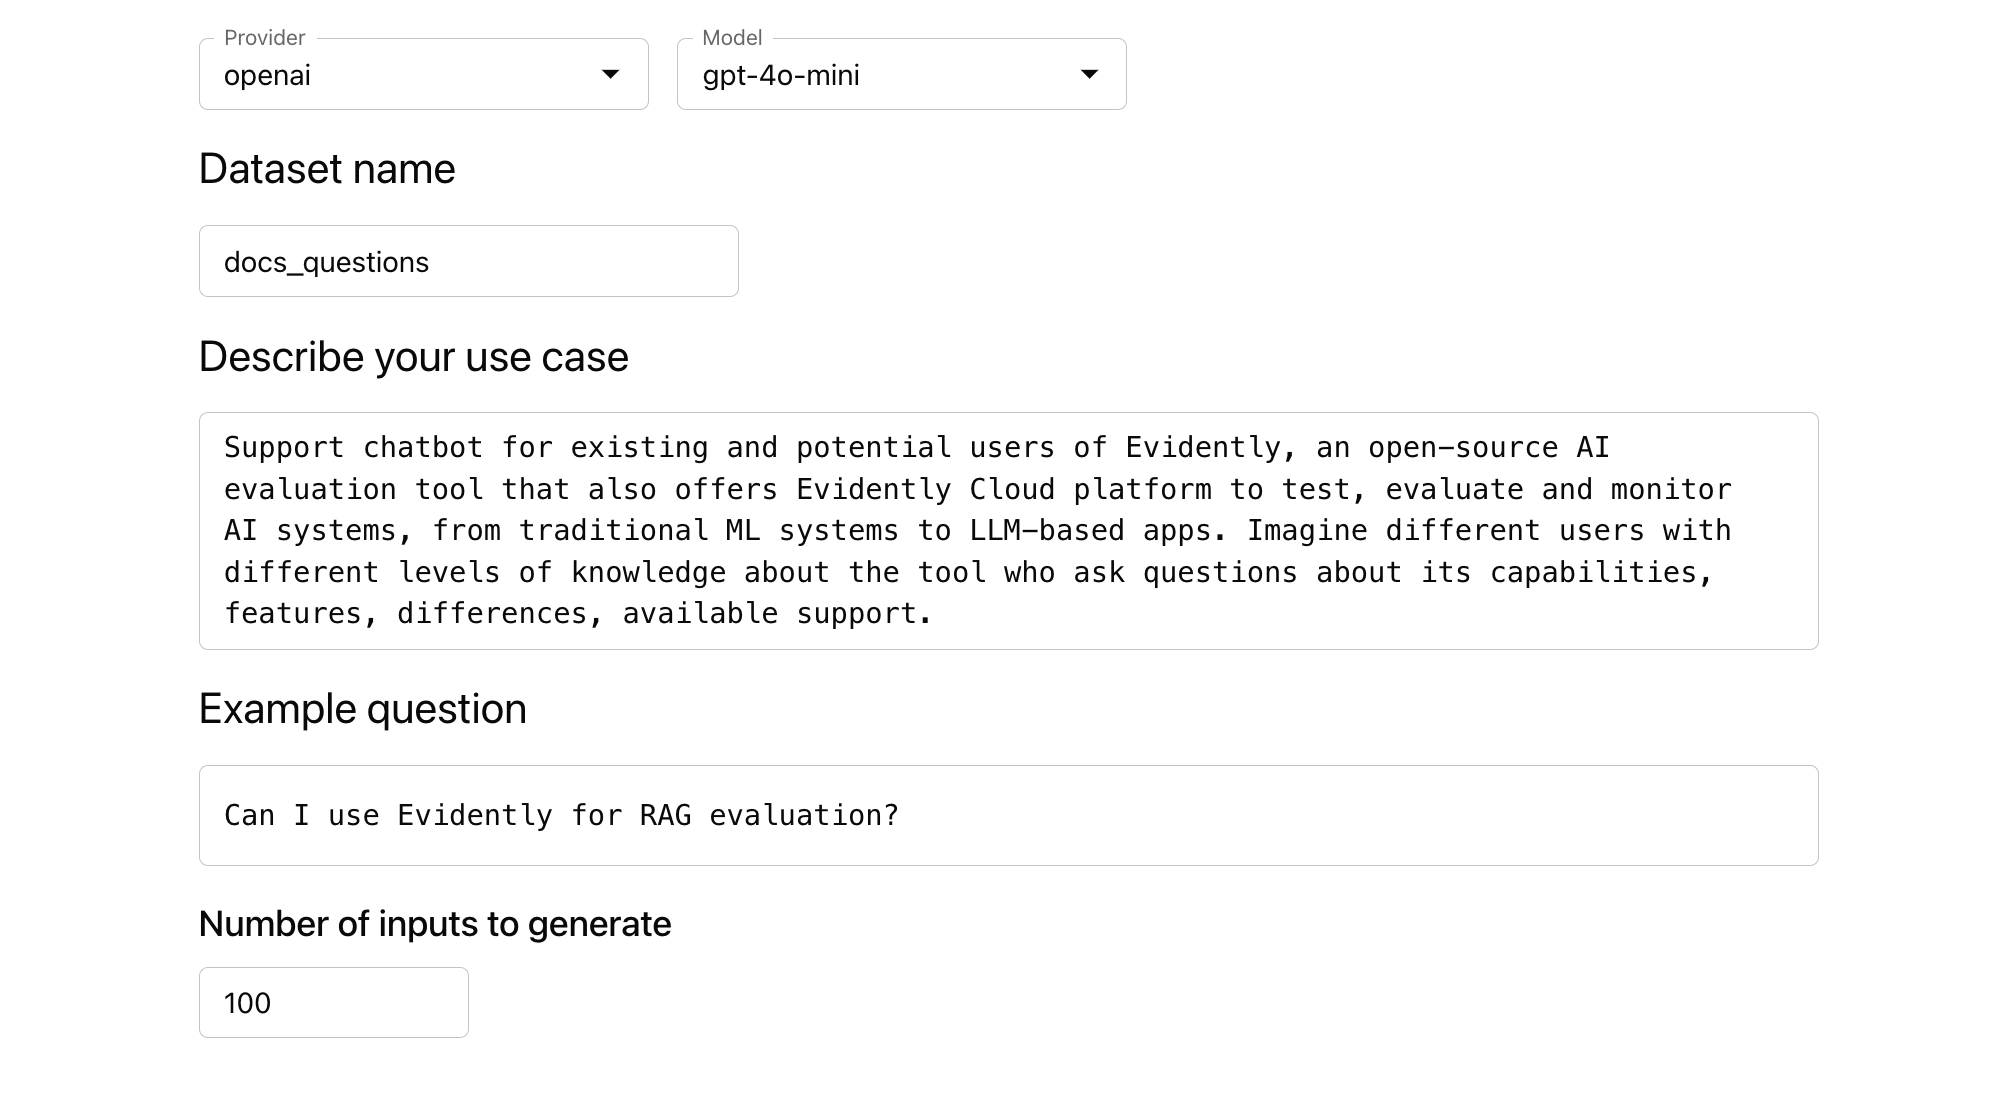 Provider
openai
Model
gpt-4o-mini
Dataset name
docs_questions
Describe your use case
Support chatbot for existing and potential users of Evidently, an open-source AI
evaluation tool that also offers Evidently Cloud platform to test, evaluate and monitor
AI systems, from traditional ML systems to LLM-based apps. Imagine different users with
different levels of knowledge about the tool who ask questions about its capabilities,
features, differences, available support.
Example question
Can I use Evidently for RAG evaluation?
Number of inputs to generate
100